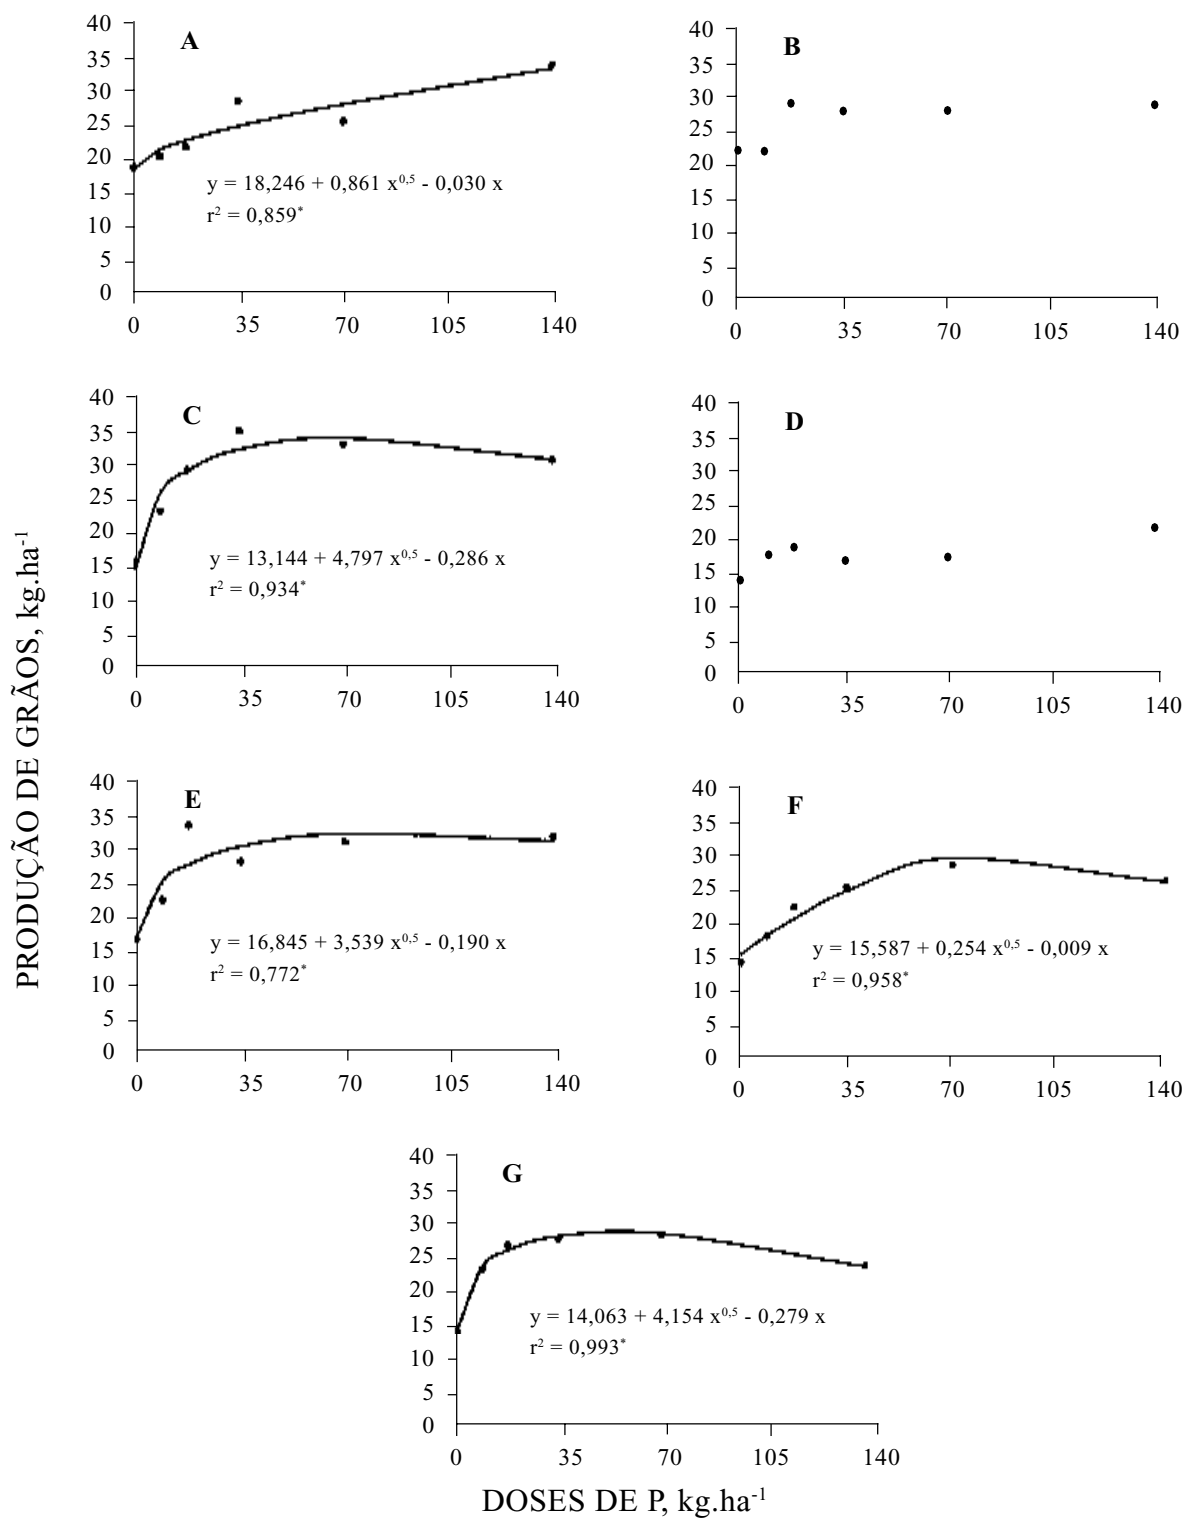 PRODUÇÃO DE GRÃOS, kg.ha⁻¹
A
40
35
30
25
20
15
10
5
0
y = 18,246 + 0,861 x⁰,⁵ - 0,030 x
r² = 0,859*
0 35 70 105 140
B
40
35
30
25
20
15
10
5
0
0 35 70 105 140
C
40
35
30
25
20
15
10
5
0
y = 13,144 + 4,797 x⁰,⁵ - 0,286 x
r² = 0,934*
0 35 70 105 140
D
40
35
30
25
20
15
10
5
0
0 35 70 105 140
E
40
35
30
25
20
15
10
5
0
y = 16,845 + 3,539 x⁰,⁵ - 0,190 x
r² = 0,772*
0 35 70 105 140
F
40
35
30
25
20
15
10
5
0
y = 15,587 + 0,254 x⁰,⁵ - 0,009 x
r² = 0,958*
0 35 70 105 140
G
40
35
30
25
20
15
10
5
0
y = 14,063 + 4,154 x⁰,⁵ - 0,279 x
r² = 0,993*
0 35 70 105 140
DOSES DE P, kg.ha⁻¹